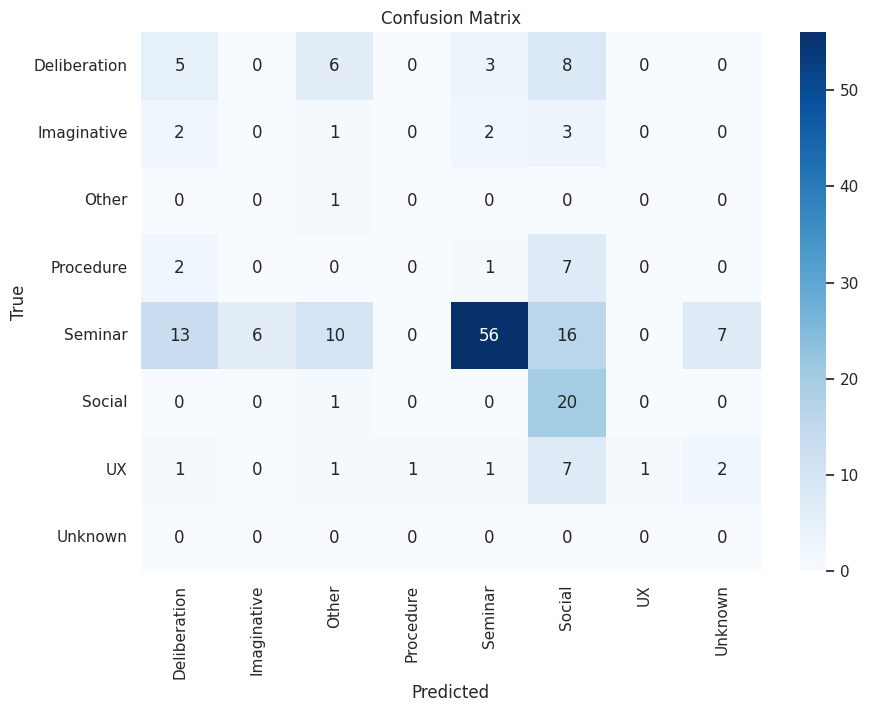 Confusion Matrix
True
Deliberation 5 0 6 0 3 8 0 0
Imaginative 2 0 1 0 2 3 0 0
Other 0 0 1 0 0 0 0 0
Procedure 2 0 0 0 1 7 0 0
Seminar 13 6 10 0 56 16 0 7
Social 0 0 1 0 0 20 0 0
UX 1 0 1 1 1 7 1 2
Unknown 0 0 0 0 0 0 0 0
Deliberation Imaginative Other Procedure Seminar Social UX Unknown
Predicted
50
40
30
20
10
0